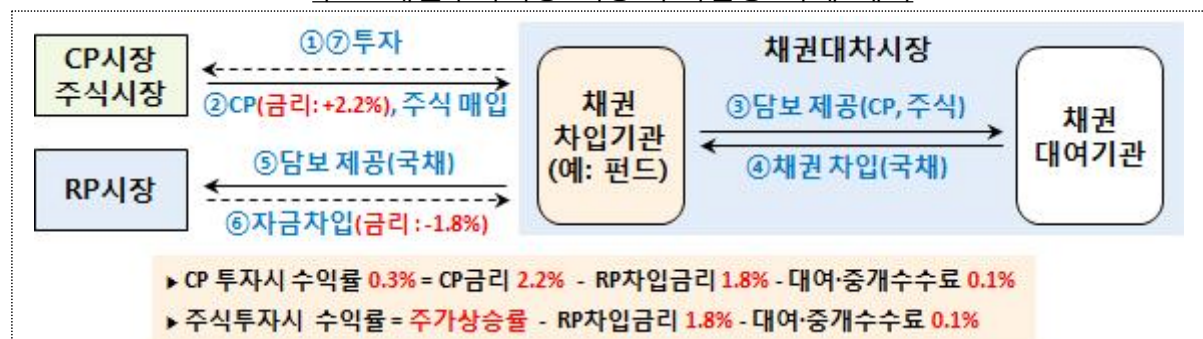 채권대차시장
CP시장
주식시장
①⑦투자
②CP(금리:+2.2%), 주식 매입
RP시장
⑤담보 제공(국채)
⑥자금차입(금리 :-1.8%)
채권
차입기관
(예: 펀드)
③담보 제공(CP, 주식)
④채권 차입(국채)
채권
대여기관
▸ CP 투자시 수익률 0.3% = CP금리 2.2% - RP차입금리 1.8% - 대여·중개수수료 0.1%
▸ 주식투자시 수익률 = 주가상승률 - RP차입금리 1.8% - 대여·중개수수료 0.1%